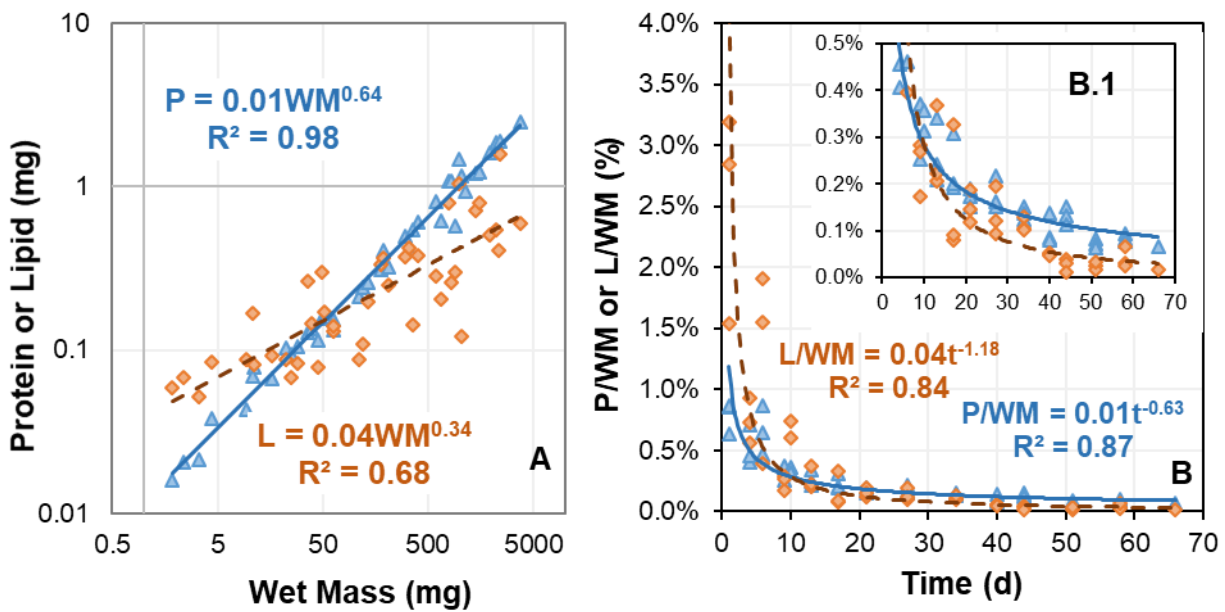 10
1
0.1
0.01
Protein or Lipid (mg)
P = 0.01WM^0.64
R² = 0.98
L = 0.04WM^0.34
R² = 0.68
A
0.5 5 50 500 5000
Wet Mass (mg)
4.0%
3.5%
3.0%
2.5%
2.0%
1.5%
1.0%
0.5%
0.0%
P/WM or L/WM (%)
0.5%
0.4%
0.3%
0.2%
0.1%
0.0%
B.1
0 10 20 30 40 50 60 70
L/WM = 0.04t^-1.18
R² = 0.84
P/WM = 0.01t^-0.63
R² = 0.87
B
0 10 20 30 40 50 60 70
Time (d)